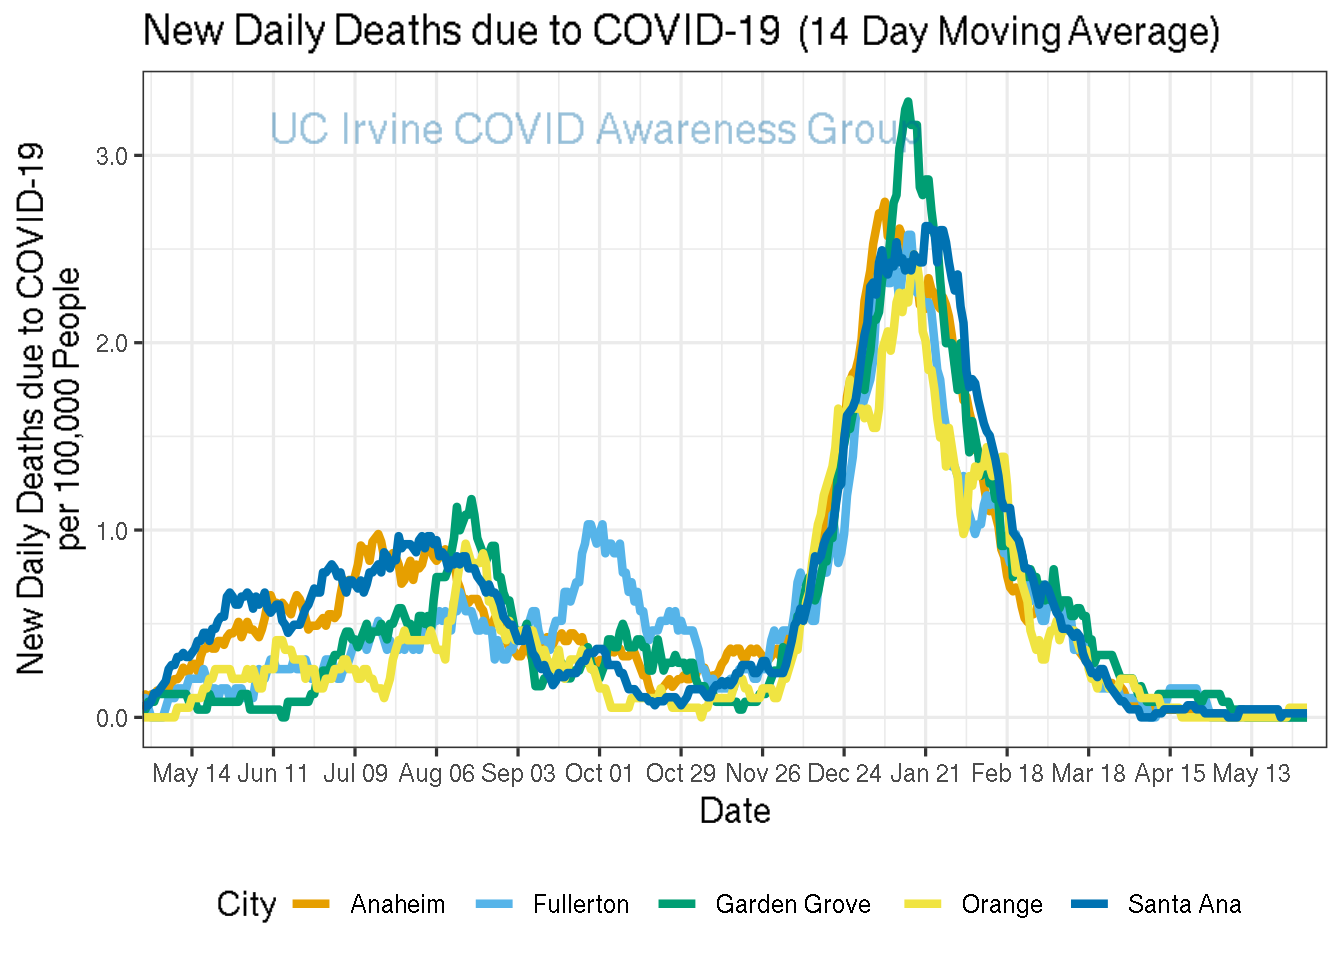 New Daily Deaths due to COVID-19 (14 Day Moving Average)
UC Irvine COVID Awareness Group
New Daily Deaths due to COVID-19
per 100,000 People
3.0
2.0
1.0
0.0
May 14 Jun 11 Jul 09 Aug 06 Sep 03 Oct 01 Oct 29 Nov 26 Dec 24 Jan 21 Feb 18 Mar 18 Apr 15 May 13
Date
City Anaheim Fullerton Garden Grove Orange Santa Ana